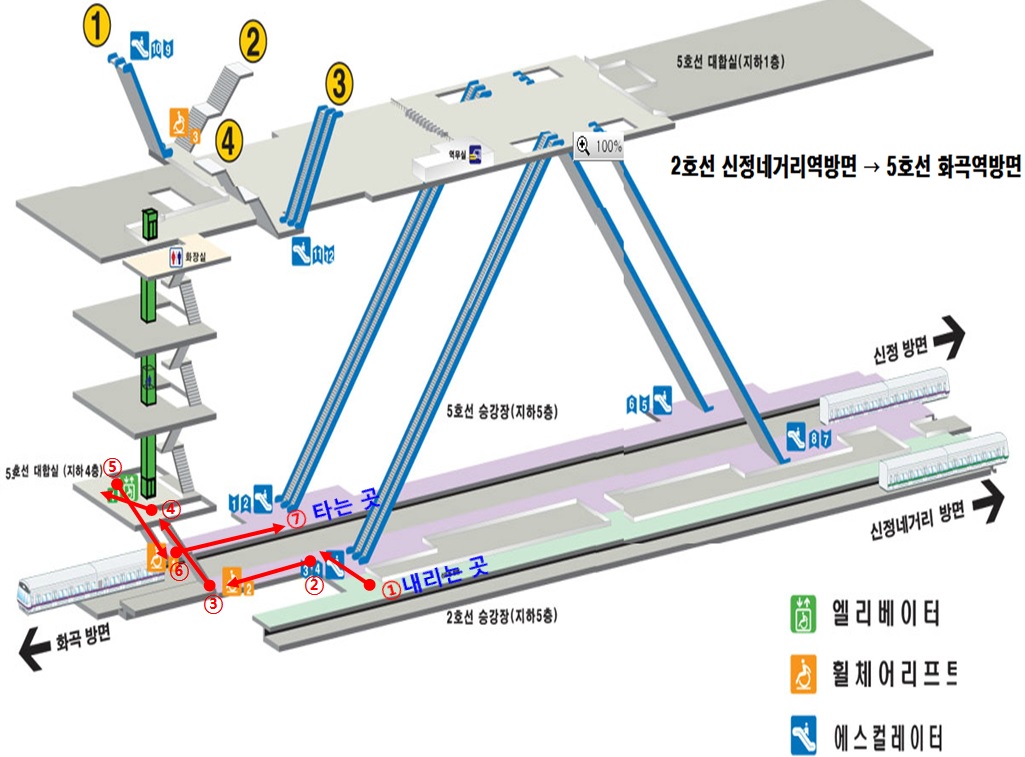 ①
10 9
②
5호선 대합실(지하1층)
③
3
④
역무실
100%
2호선 신정네거리역방면 → 5호선 화곡역방면
11 12
화장실
신정 방면
6 5
5호선 승강장(지하5층)
8 7
5호선 대합실 (지하4층)
⑤
④
1 2
⑦ 타는 곳
신정네거리 방면
⑥
3 4
②
① 내리는 곳
2
③
2호선 승강장(지하5층)
화곡 방면
엘리베이터
휠체어리프트
에스컬레이터